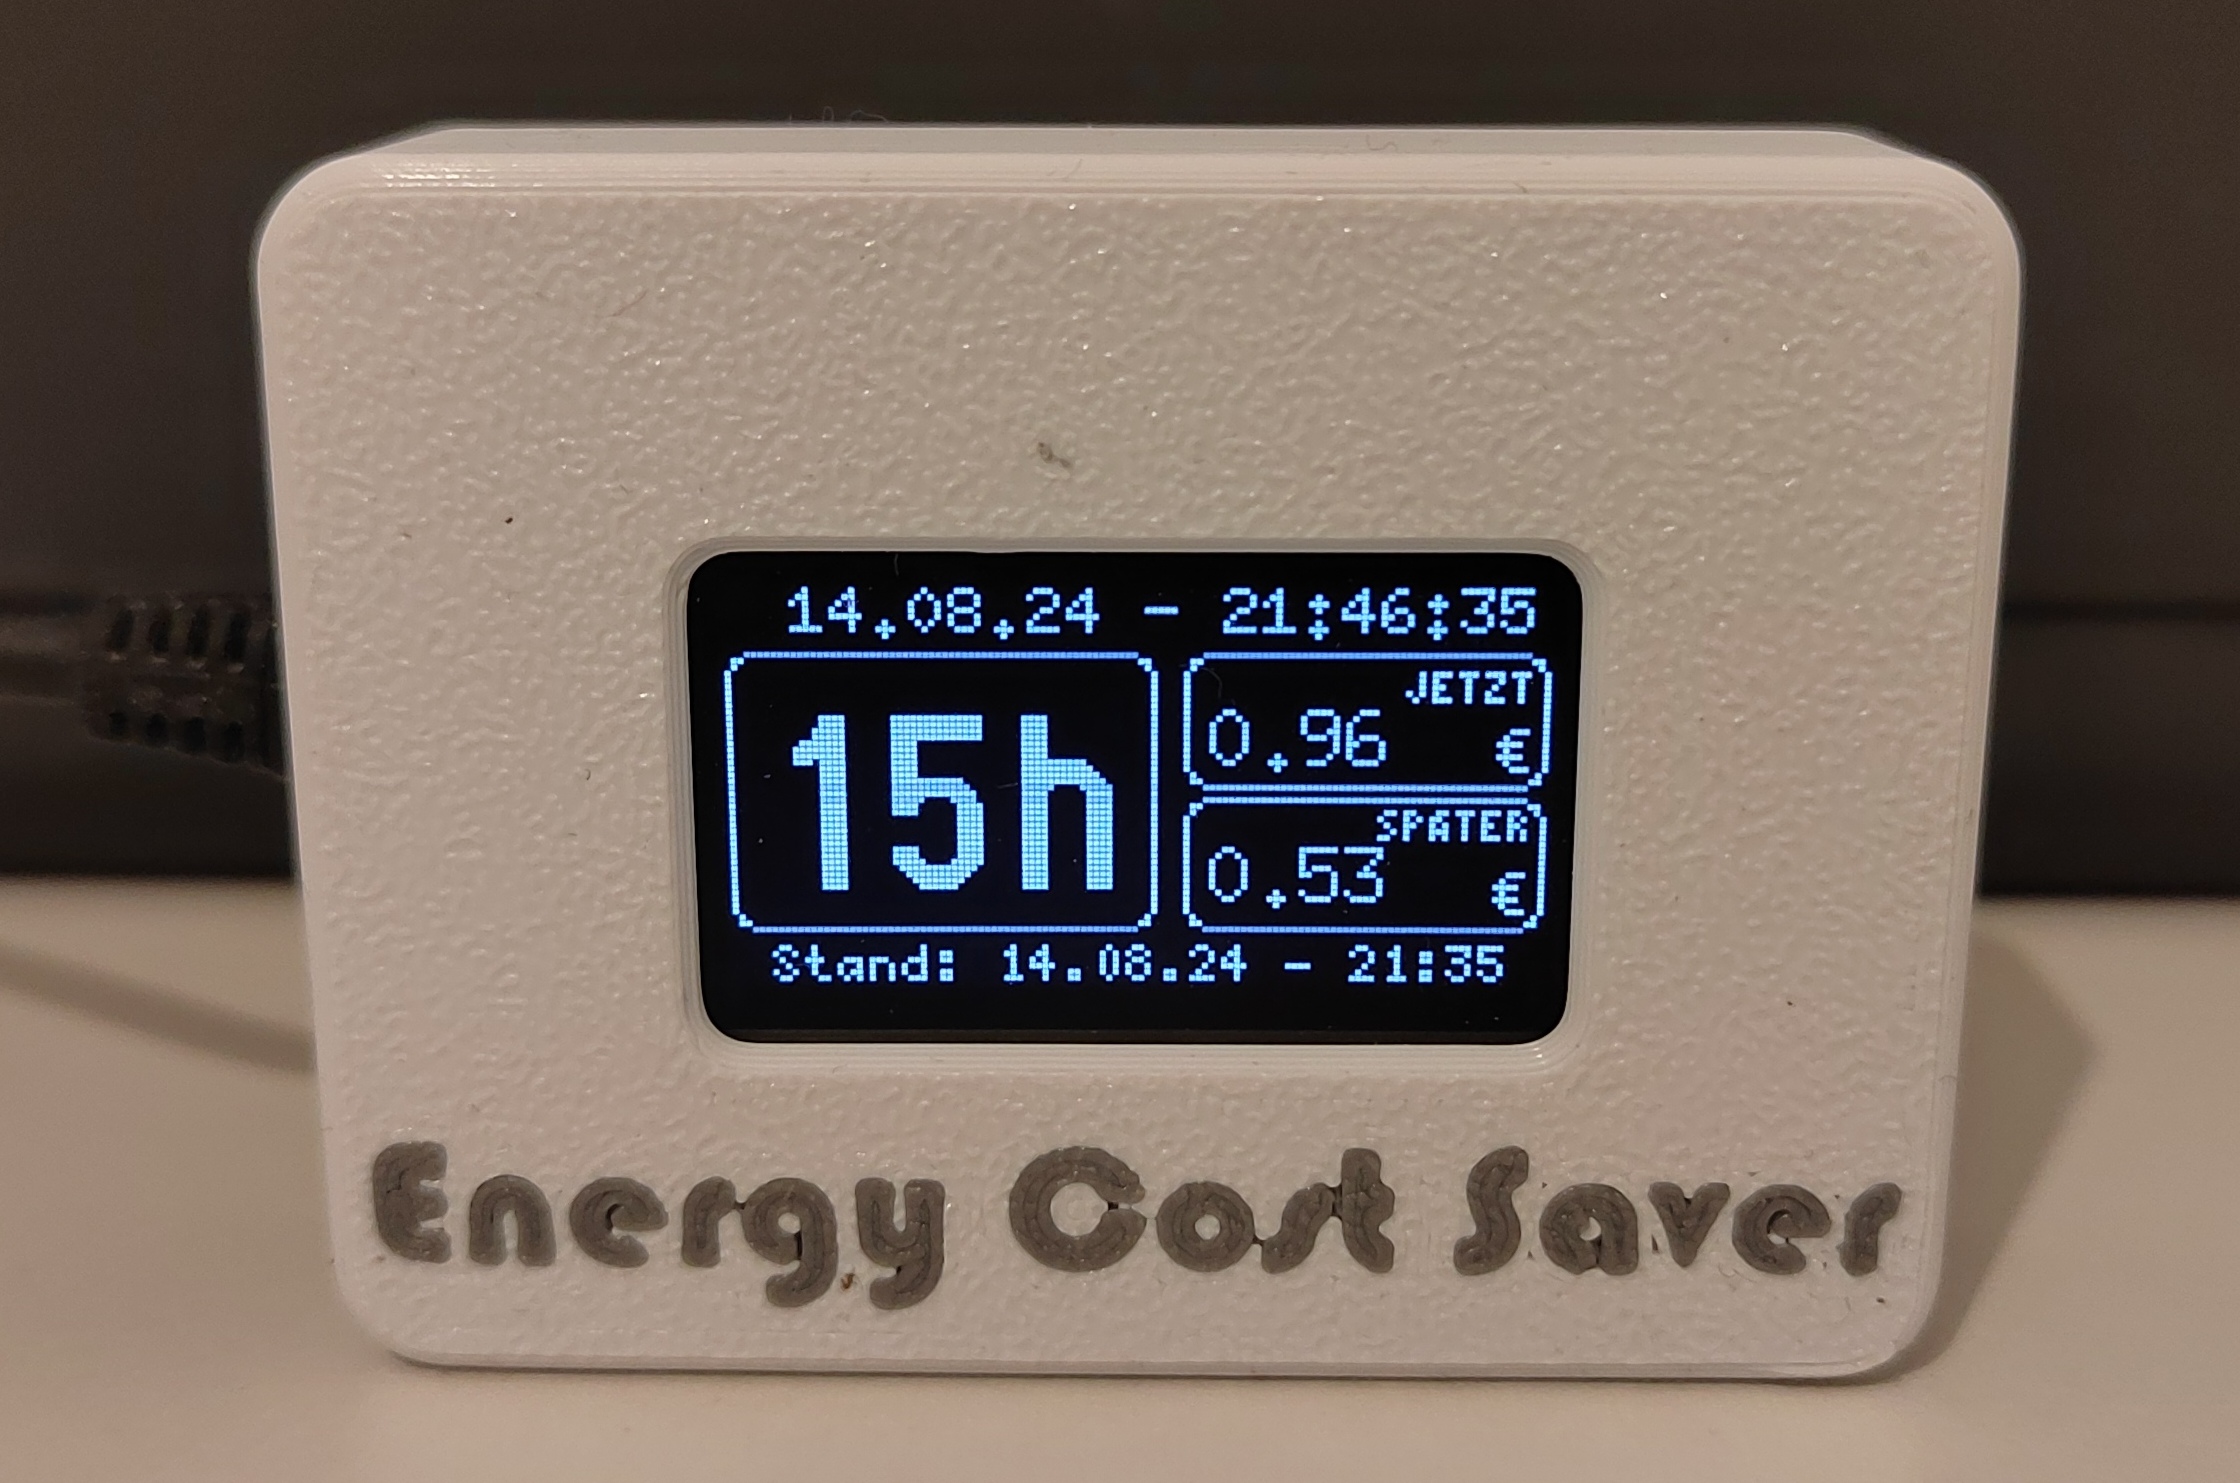 14.08.24 - 21:46:35
15h
JETZT
0.96 €
SPÄTER
0.53 €
Stand: 14.08.24 - 21:35
Energy Cost Saver